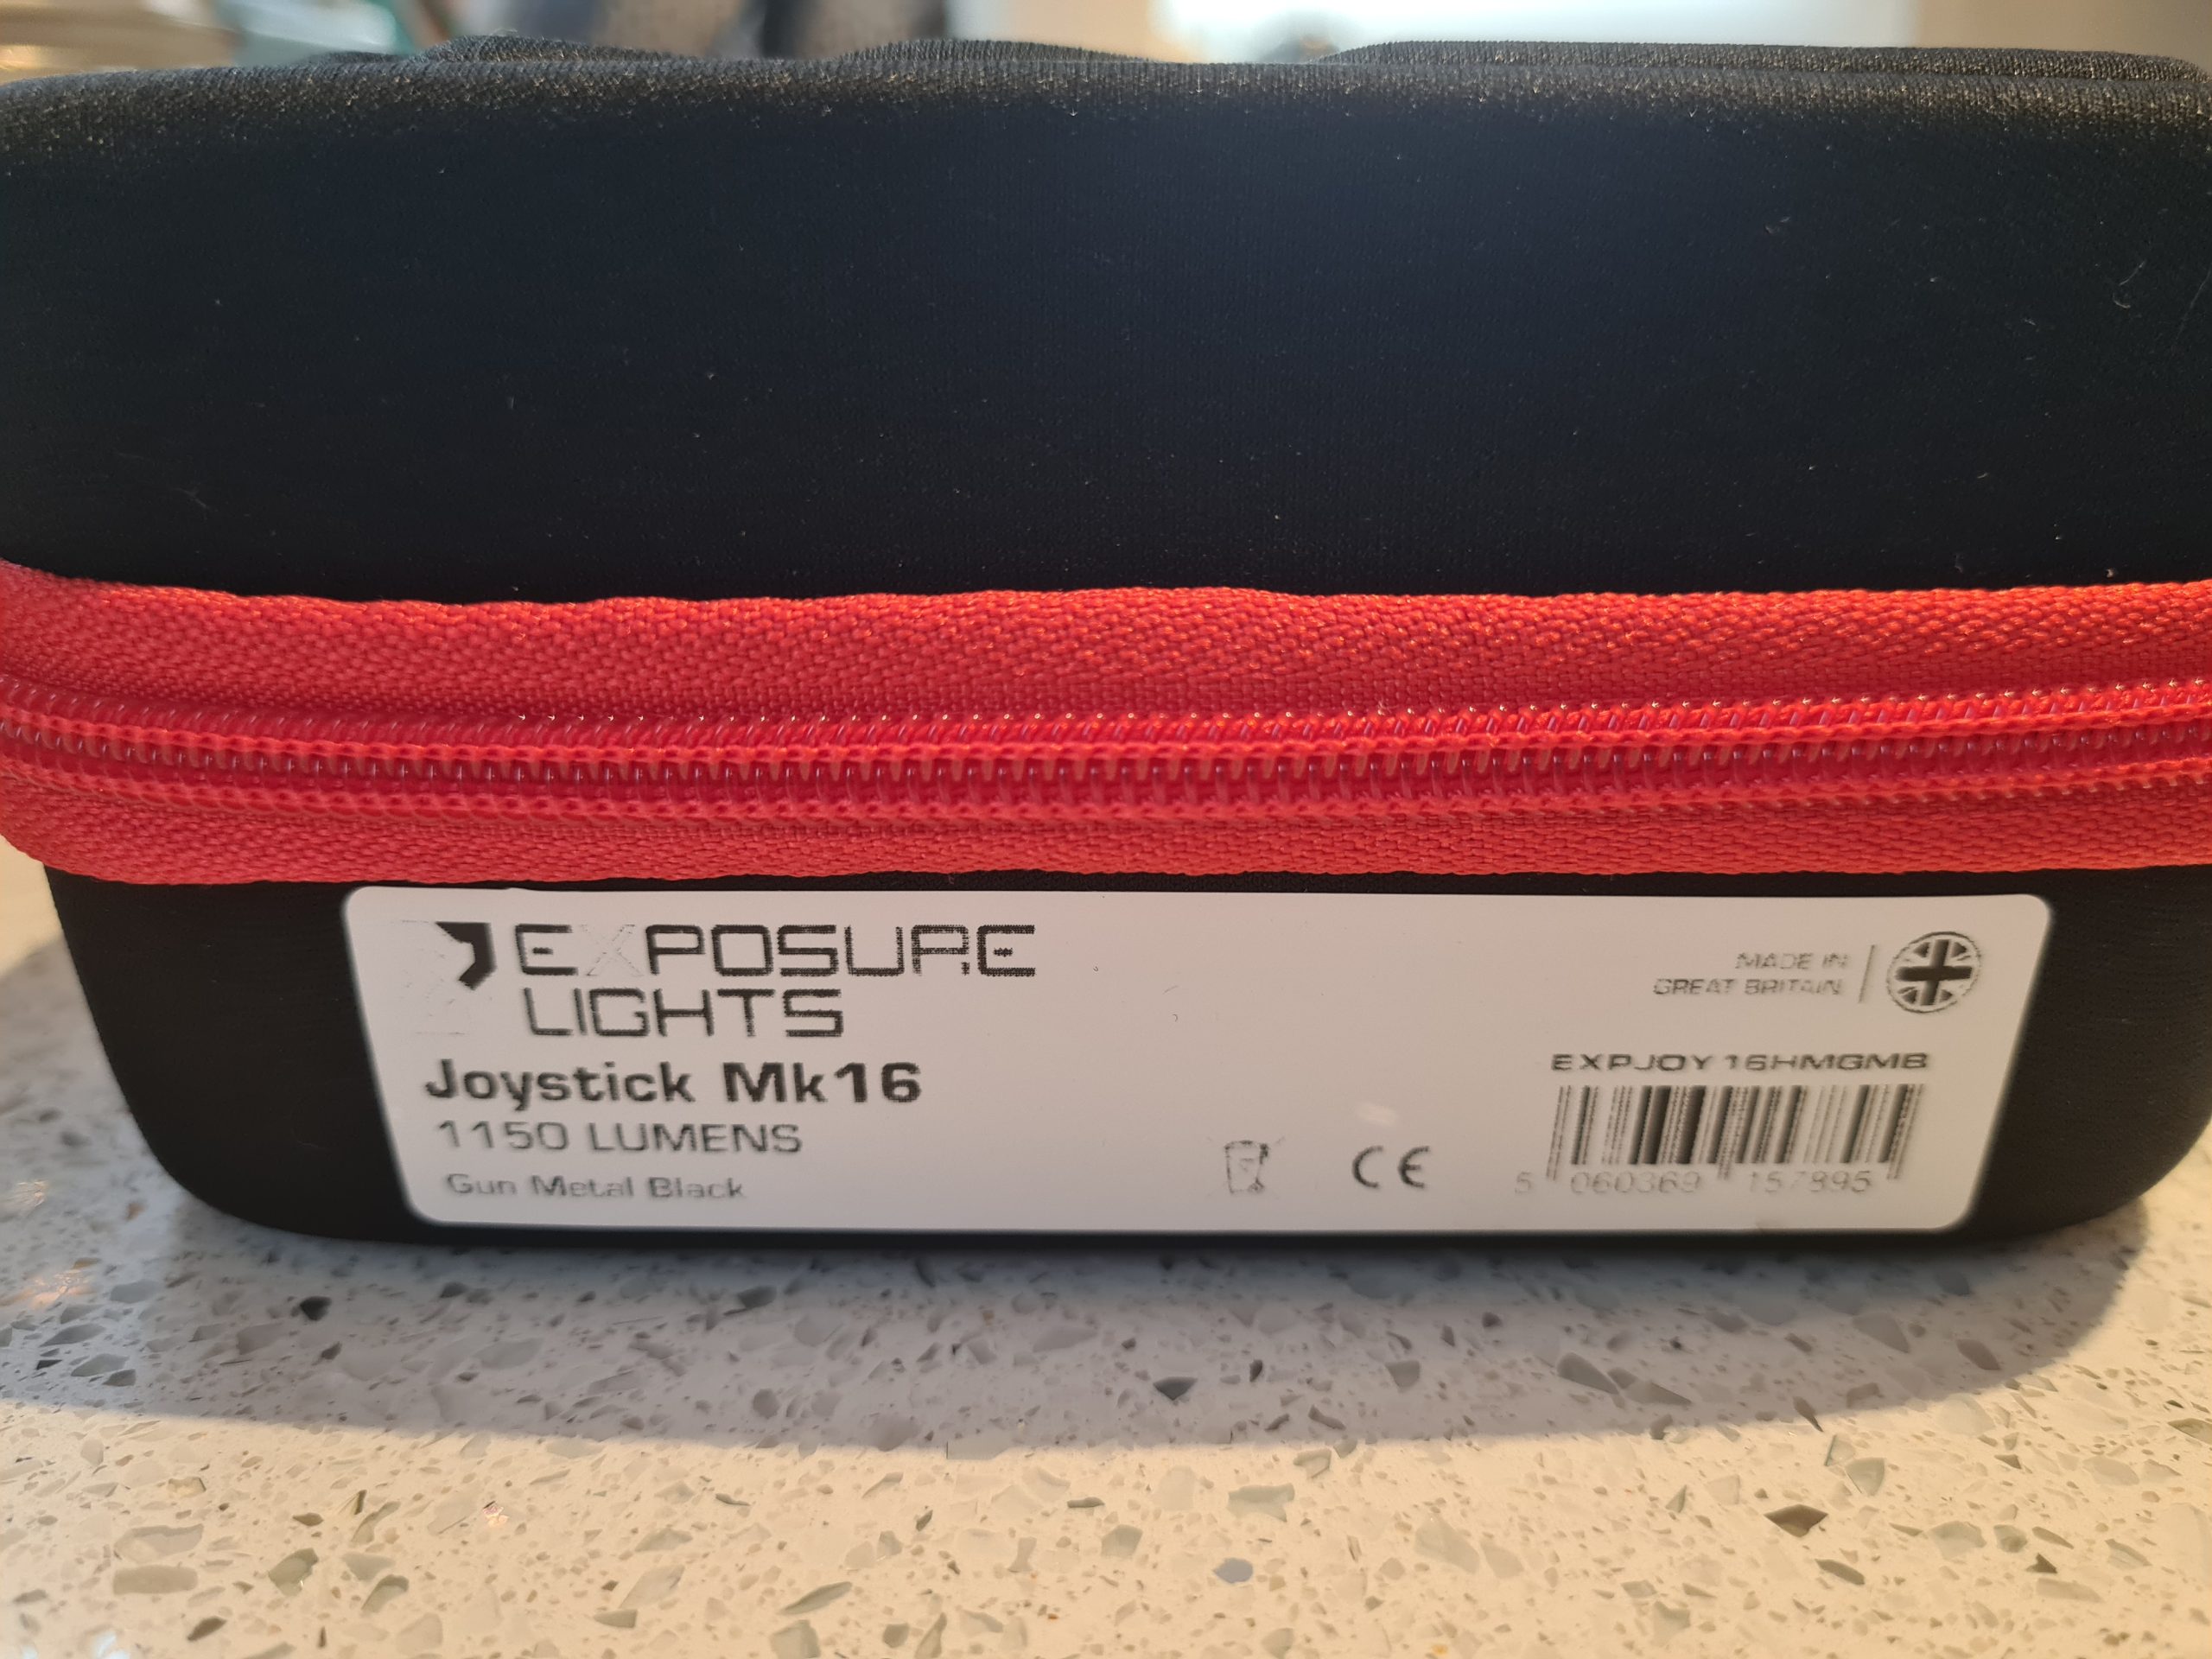 EXPOSURE
LIGHTS
Joystick Mk16
1150 LUMENS
Gun Metal Black
MADE IN
GREAT BRITAIN
EXPJOY16HMGMB
CE
5 060369 157895